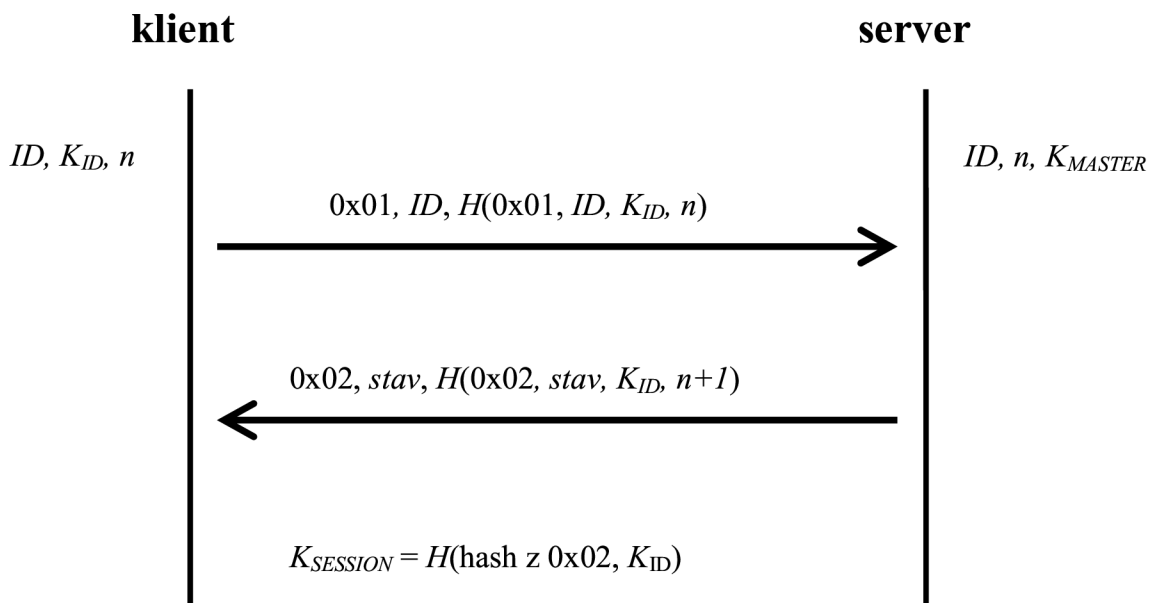 klient server
ID, K_ID, n ID, n, K_MASTER
0x01, ID, H(0x01, ID, K_ID, n)
0x02, stav, H(0x02, stav, K_ID, n+1)
K_SESSION = H(hash z 0x02, K_ID)